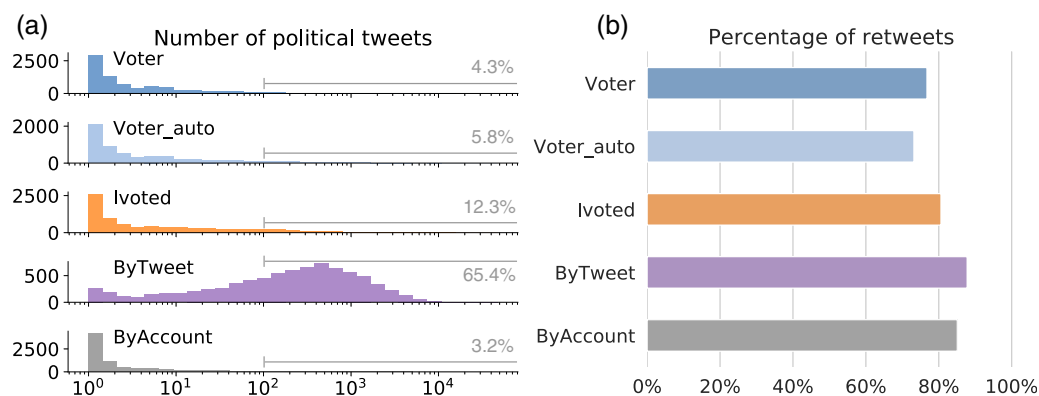 (a)
Number of political tweets
Voter
2500
0
4.3%
Voter_auto
2000
0
5.8%
Ivoted
2500
0
12.3%
ByTweet
500
0
65.4%
ByAccount
2500
0
3.2%
10⁰ 10¹ 10² 10³ 10⁴
(b)
Percentage of retweets
Voter
Voter_auto
Ivoted
ByTweet
ByAccount
0% 20% 40% 60% 80% 100%